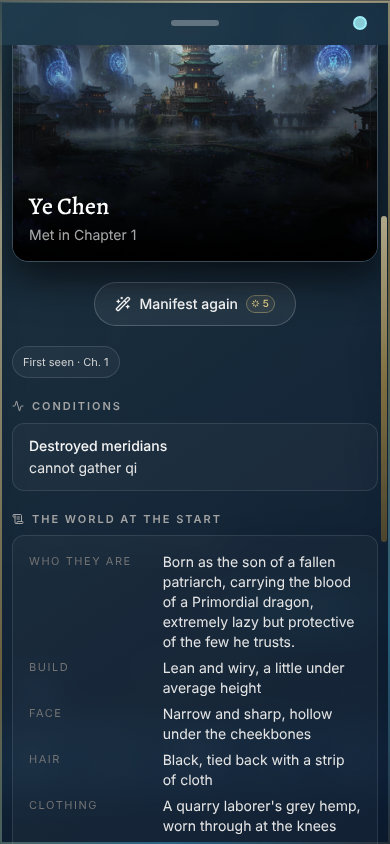 Ye Chen
Met in Chapter 1
Manifest again 5
First seen · Ch. 1
CONDITIONS
Destroyed meridians
cannot gather qi
THE WORLD AT THE START
WHO THEY ARE
Born as the son of a fallen
patriarch, carrying the blood
of a Primordial dragon,
extremely lazy but protective
of the few he trusts.
BUILD
Lean and wiry, a little under
average height
FACE
Narrow and sharp, hollow
under the cheekbones
HAIR
Black, tied back with a strip
of cloth
CLOTHING
A quarry laborer's grey hemp,
worn through at the knees